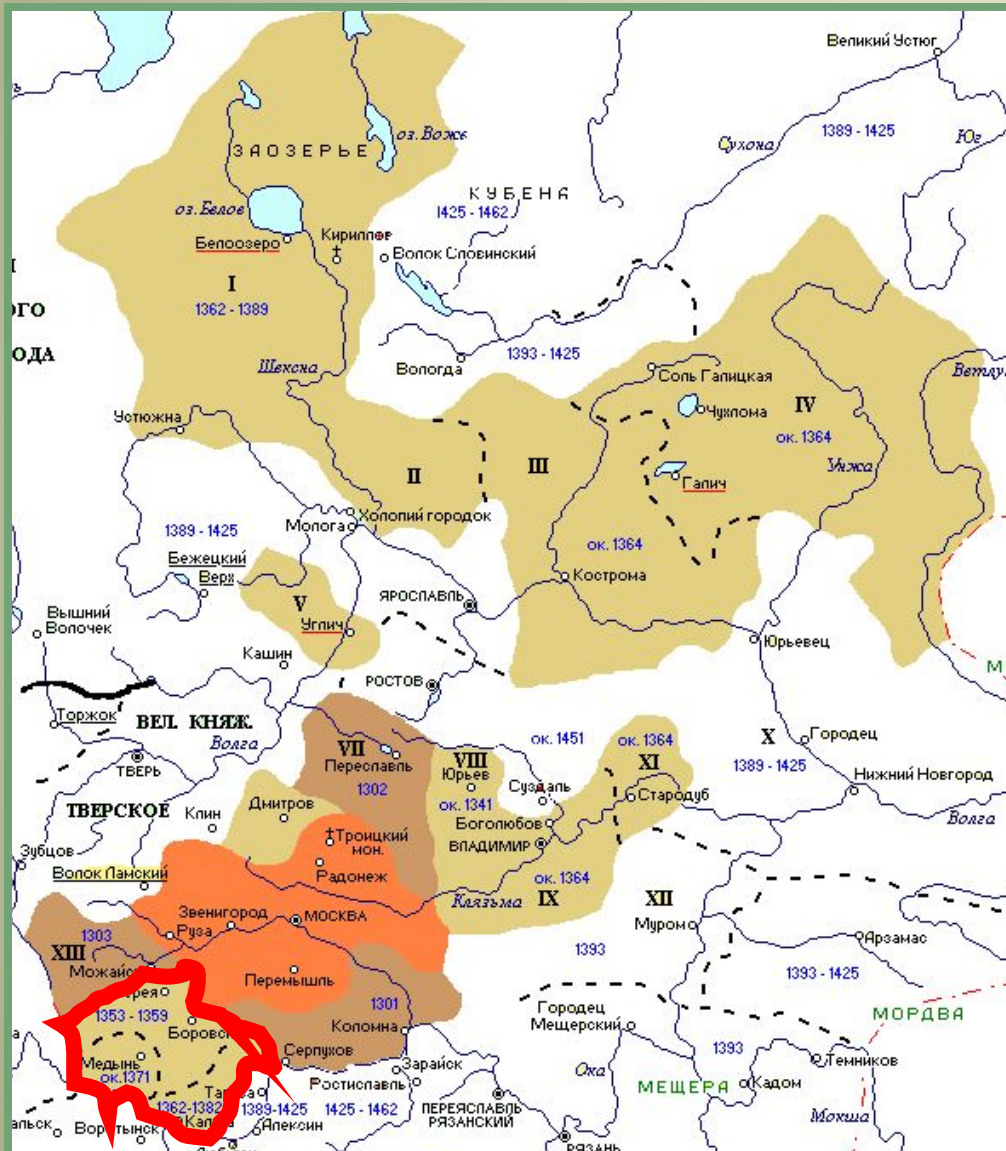 Великий Устюг
оз. Воже
ЗАОЗЕРЬЕ
Сухона
1389 - 1425
Юг
КУБЕНА
1425 - 1462
оз. Белое
Белоозеро
Кириллов
Волок Словинский
I
1362 - 1389
ОГО
ОДА
Шексна
Вологда
1393 - 1425
Соль Галицкая
Чухлома
IV
ок. 1364
Ветлу
Устюжна
II
III
Галич
Унжа
Холопий городок
Молога
1389 - 1425
Бежецкий
Верх
ок. 1364
Кострома
V
Углич
ЯРОСЛАВЛЬ
Вышний
Волочек
Кашин
Юрьевец
М
РОСТОВ
Торжок
ВЕЛ. КНЯЖ.
Волга
ТВЕРЬ
VII
Переславль
1302
VIII
Юрьев
ок. 1341
ок. 1451
ок. 1364
XI
X
1389 - 1425
Городец
Нижний Новгород
Волга
Суздаль
Стародуб
ТВЕРСКОЕ
Клин
Дмитров
Боголюбов
ВЛАДИМИР
Зубцов
Троицкий
мон.
Радонеж
Волок Ламский
ок. 1364
Клязьма
IX
XII
Муром
Звенигород
Руза
МОСКВА
1303
XIII
Можайск
Перемышль
1393
Арзамас
1393 - 1425
1301
Коломна
1353 - 1359
Боровск
Городец
Мещерский
МОРДВА
Медынь
ок.1371
Серпухов
Зарайск
1393
Темников
Ростиславль
Ока
МЕЩЕРА
Кадом
1362-1382
1389-1425
1425 - 1462
ПЕРЕЯСЛАВЛЬ
РЯЗАНСКИЙ
Мокша
Воротынск
Алексин
РЯЗАНЬ